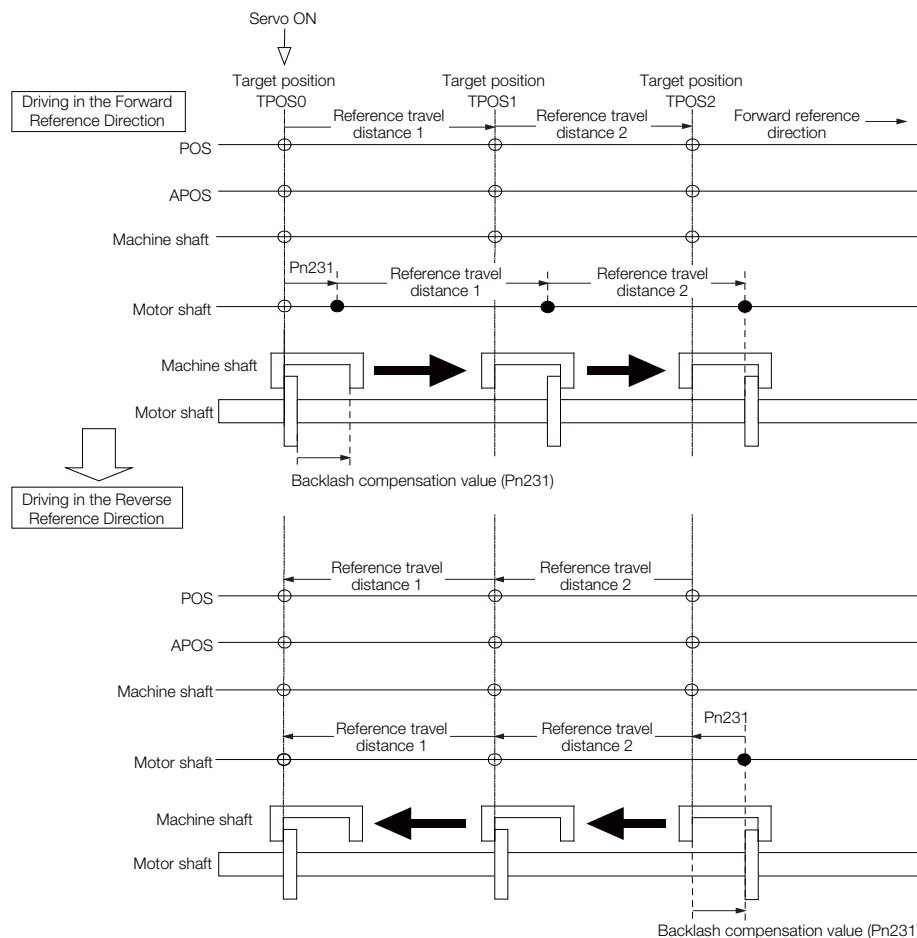 Servo ON
Target position
TPOS0
Target position
TPOS1
Target position
TPOS2
Driving in the Forward
Reference Direction
Reference travel
distance 1
Reference travel
distance 2
Forward reference
direction
POS
APOS
Machine shaft
Pn231
Reference travel
distance 1
Reference travel
distance 2
Motor shaft
Machine shaft
Motor shaft
Backlash compensation value (Pn231)
Driving in the Reverse
Reference Direction
Reference travel
distance 1
Reference travel
distance 2
POS
APOS
Machine shaft
Reference travel
distance 1
Reference travel
distance 2
Pn231
Motor shaft
Machine shaft
Motor shaft
Backlash compensation value (Pn231